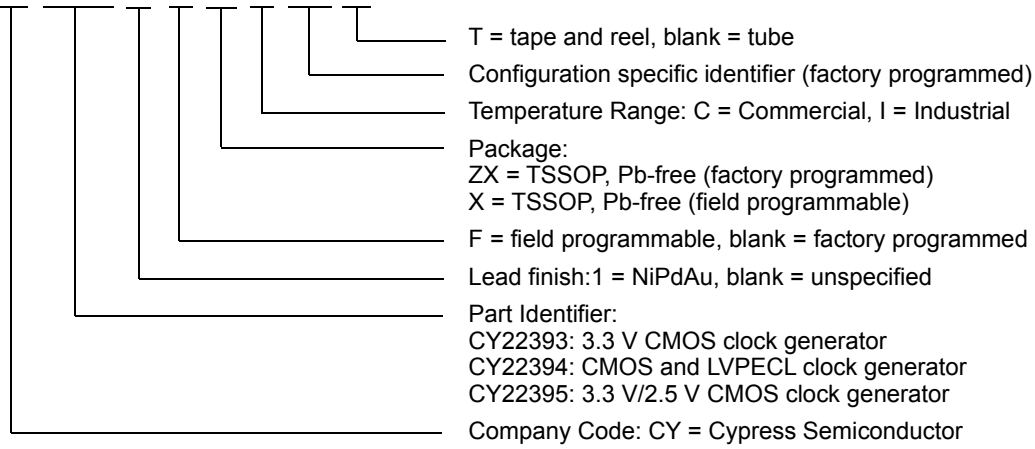 T = tape and reel, blank = tube
Configuration specific identifier (factory programmed)
Temperature Range: C = Commercial, I = Industrial
Package:
ZX = TSSOP, Pb-free (factory programmed)
X = TSSOP, Pb-free (field programmable)
F = field programmable, blank = factory programmed
Lead finish:1 = NiPdAu, blank = unspecified
Part Identifier:
CY22393: 3.3 V CMOS clock generator
CY22394: CMOS and LVPECL clock generator
CY22395: 3.3 V/2.5 V CMOS clock generator
Company Code: CY = Cypress Semiconductor